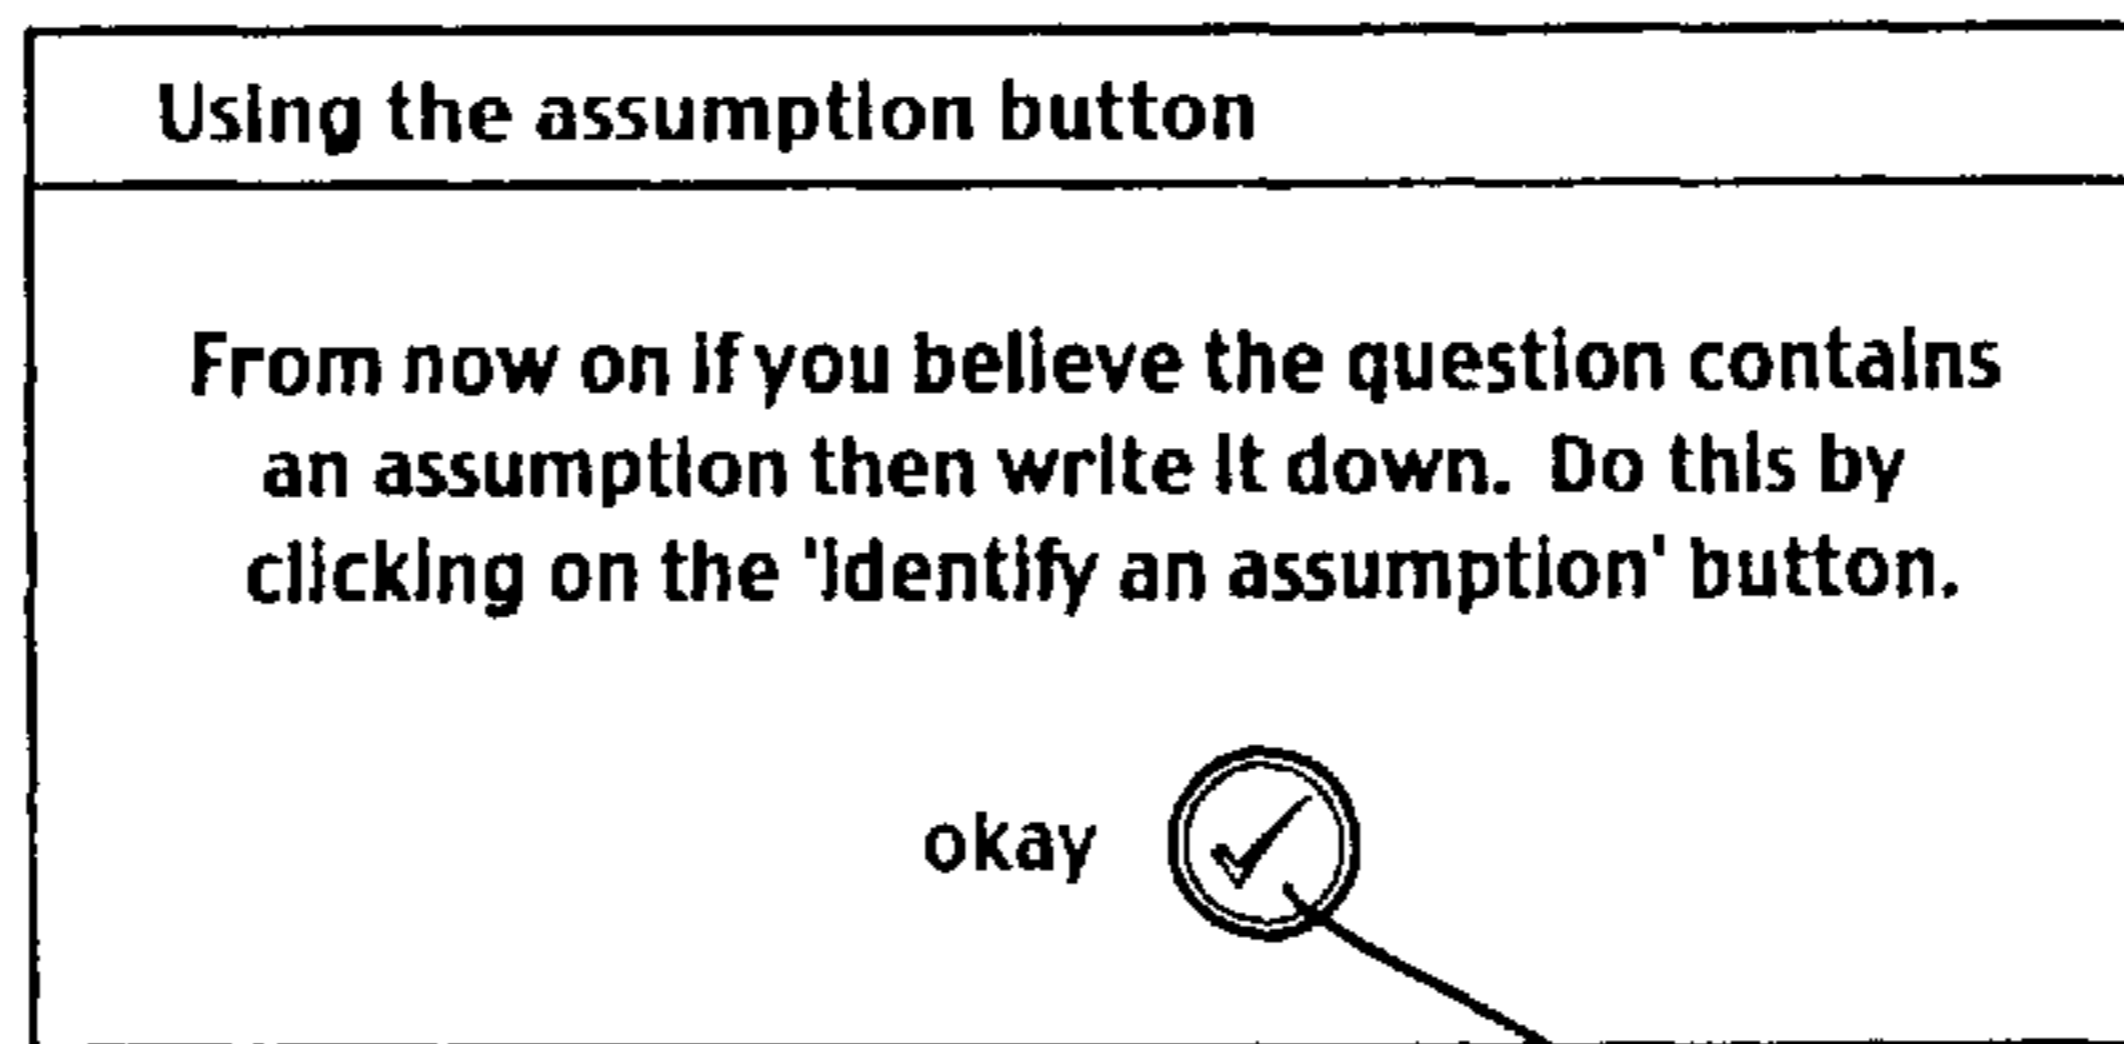 Using the assumption button
From now on if you believe the question contains
an assumption then write it down. Do this by
clicking on the 'identify an assumption' button.
okay